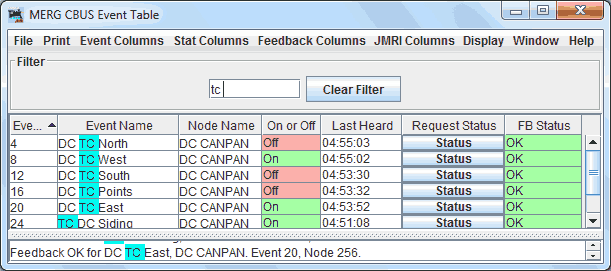 MERG CBUS Event Table
File Print Event Columns Stat Columns Feedback Columns JMRI Columns Display Window Help
Filter
tc Clear Filter
Eve... Event Name Node Name On or Off Last Heard Request Status FB Status
4 DC TC North DC CANPAN Off 04:55:03 Status OK
8 DC TC West DC CANPAN On 04:55:02 Status OK
12 DC TC South DC CANPAN Off 04:53:30 Status OK
16 DC TC Points DC CANPAN Off 04:53:32 Status OK
20 DC TC East DC CANPAN On 04:53:52 Status OK
24 TC DC Siding DC CANPAN On 04:51:08 Status OK
Feedback OK for DC TC East, DC CANPAN. Event 20, Node 256.